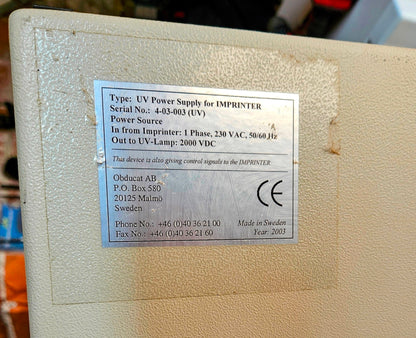 Type: UV Power Supply for IMPRINTER
Serial No.: 4-03-003 (UV)
Power Source
In from Imprinter: 1 Phase, 230 VAC, 50/60 Hz
Out to UV-Lamp: 2000 VDC
This device is also giving control signals to the IMPRINTER
Obducat AB
P.O. Box 580
20125 Malmö
Sweden
CE
Phone No.: +46 (0)40 36 21 00
Fax No.: +46 (0)40 36 21 60
Made in Sweden
Year: 2003